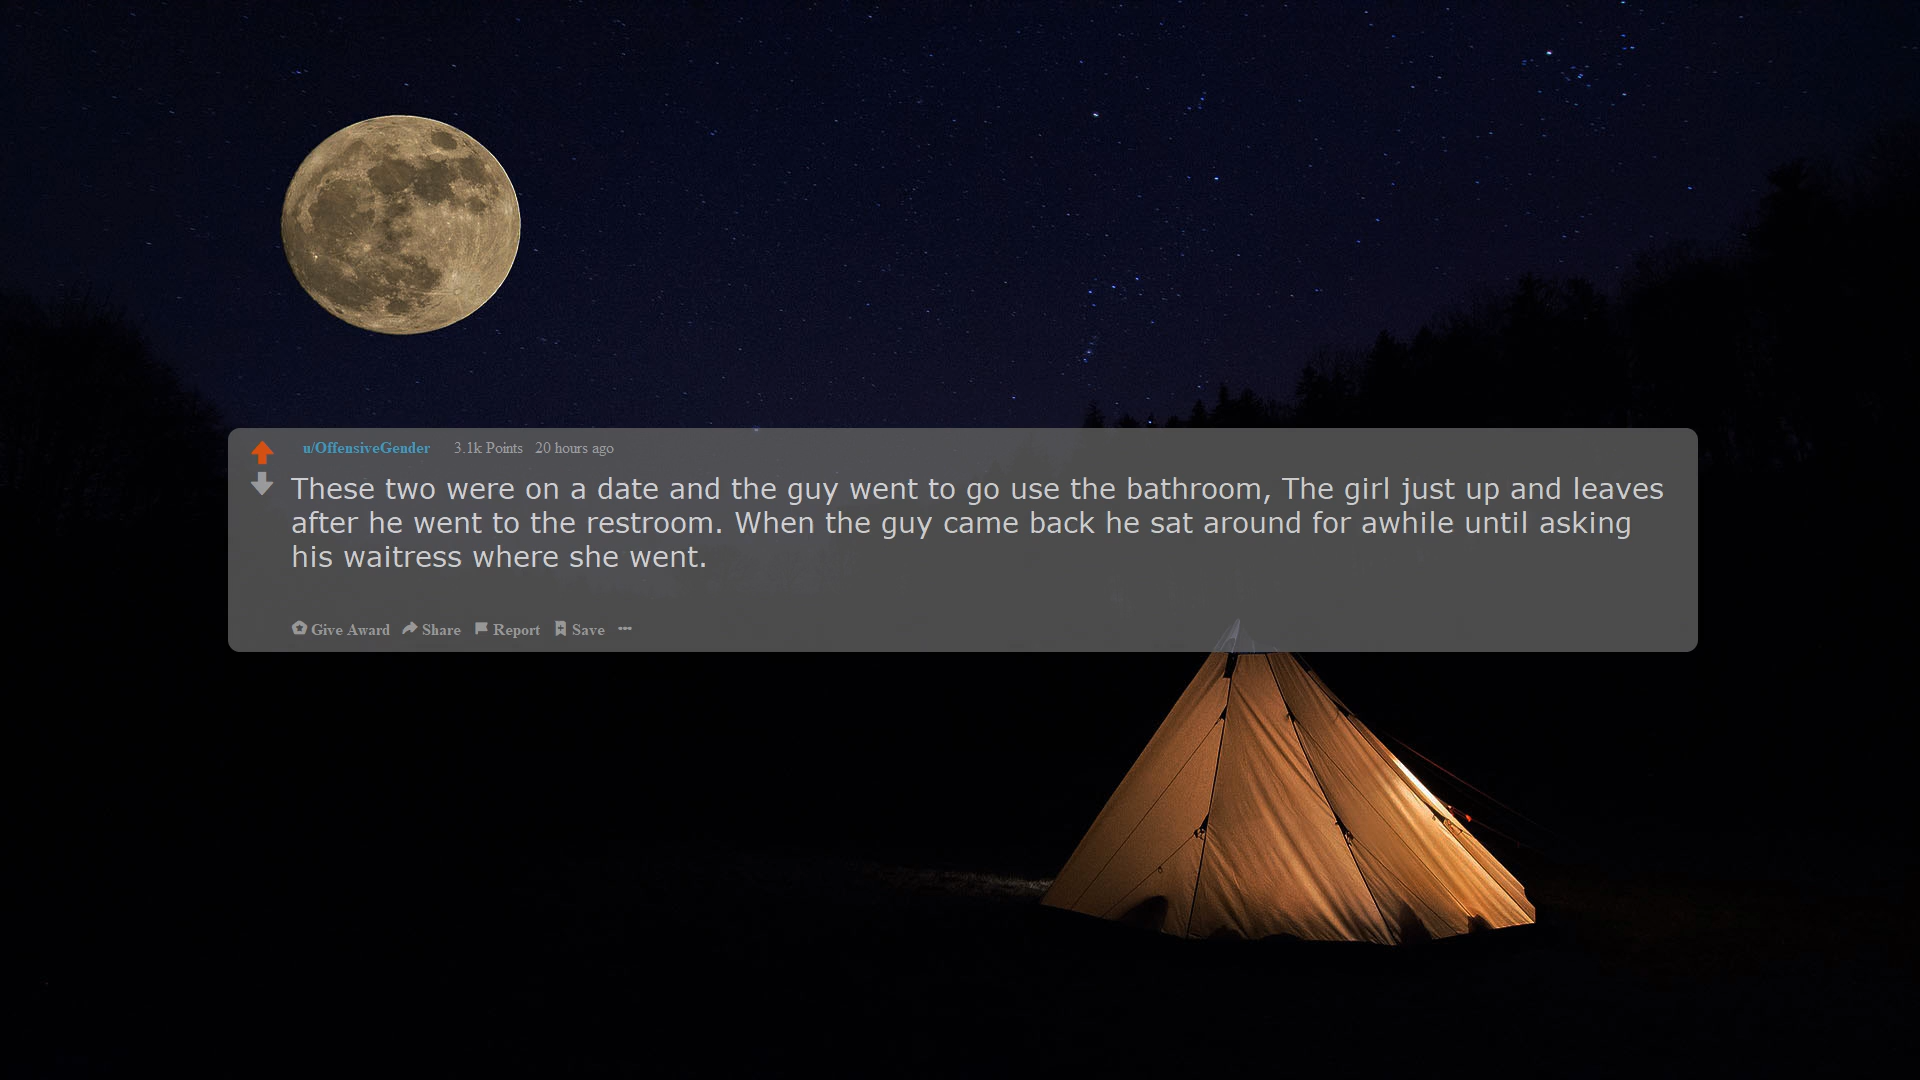 u/OffensiveGender 3.1k Points 20 hours ago
These two were on a date and the guy went to go use the bathroom, The girl just up and leaves
after he went to the restroom. When the guy came back he sat around for awhile until asking
his waitress where she went.
Give Award Share Report Save